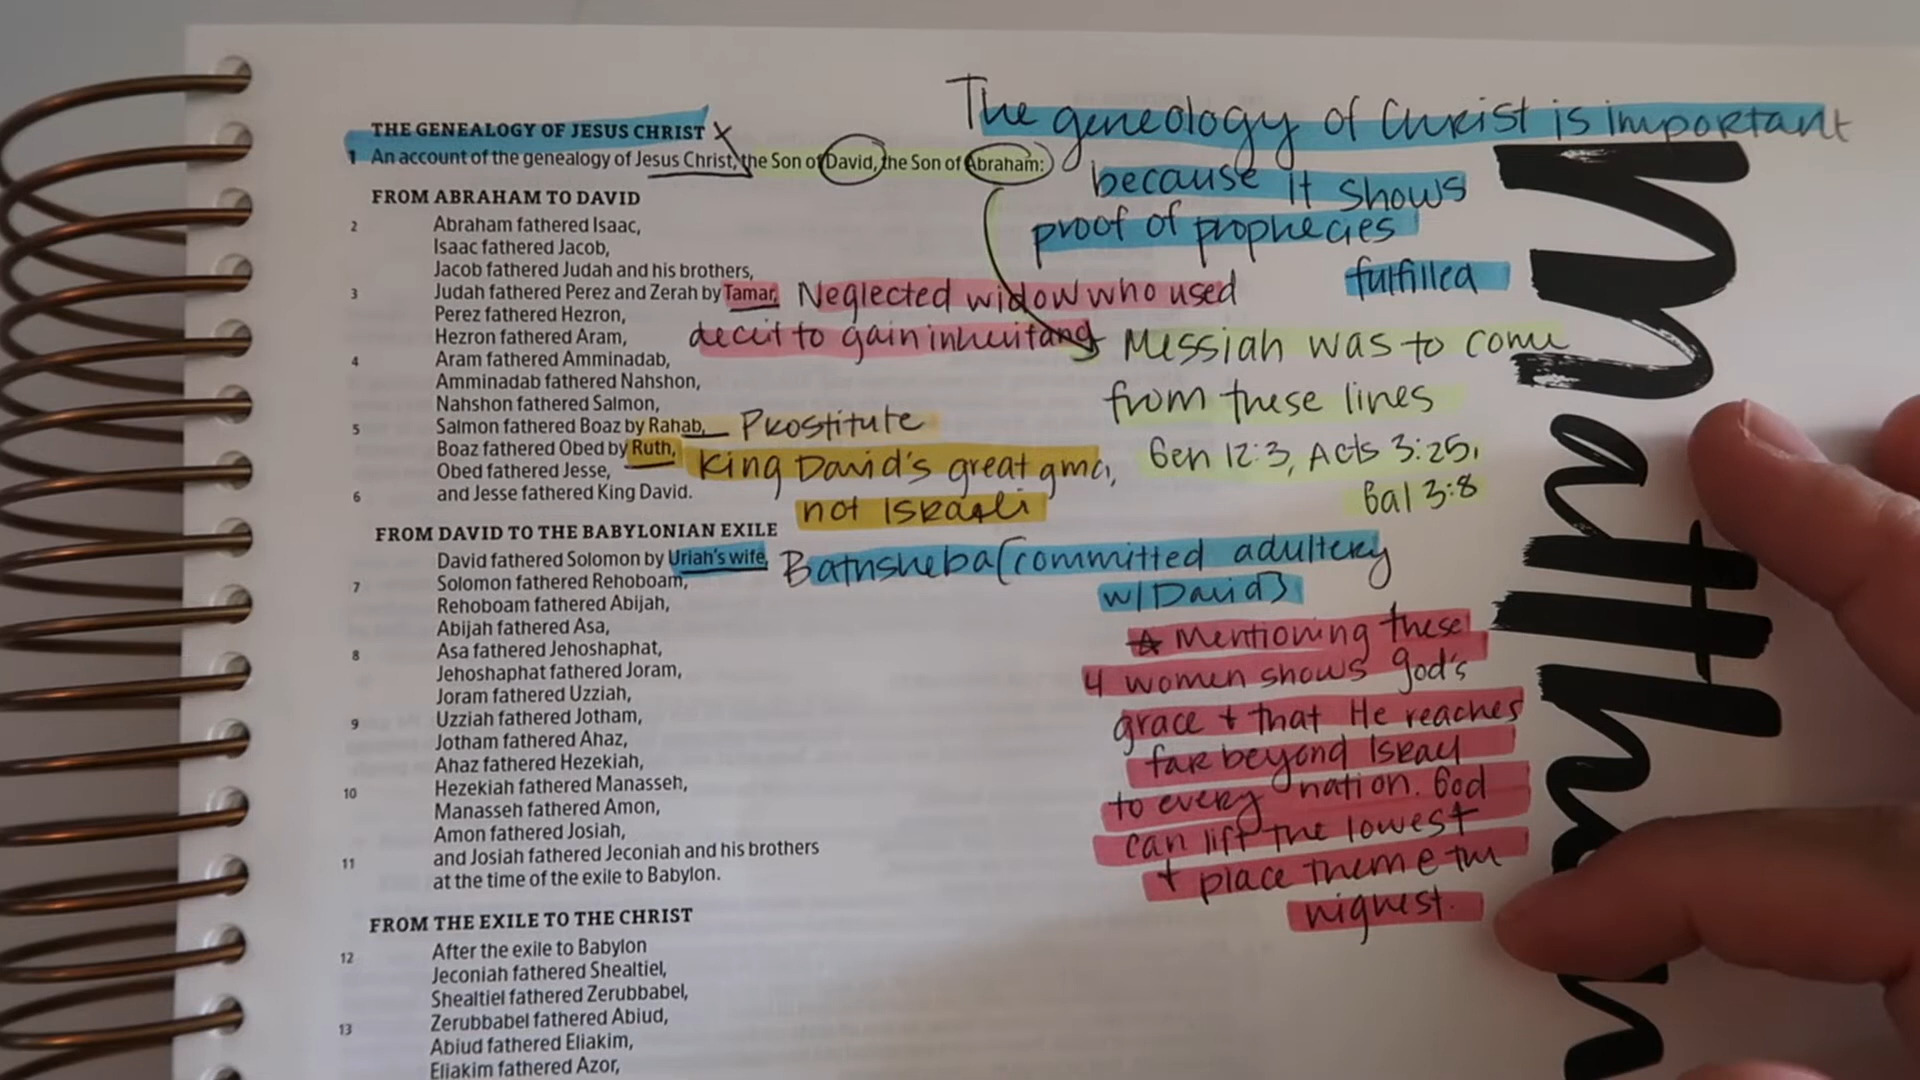 The geneology of Christ is important
because it shows
proof of prophecies
fulfilled
THE GENEALOGY OF JESUS CHRIST
1 An account of the genealogy of Jesus Christ, the Son of David, the Son of Abraham:
FROM ABRAHAM TO DAVID
2 Abraham fathered Isaac,
Isaac fathered Jacob,
Jacob fathered Judah and his brothers,
3 Judah fathered Perez and Zerah by Tamar, Neglected widow who used
Perez fathered Hezron,
Hezron fathered Aram, deceit to gain inheritang
Messiah was to come
from these lines
Gen 12:3, Acts 3:25,
Gal 3:8
4 Aram fathered Amminadab,
Amminadab fathered Nahshon,
Nahshon fathered Salmon,
5 Salmon fathered Boaz by Rahab, Prostitute
Boaz fathered Obed by Ruth, King David's great gma,
Obed fathered Jesse, not Israeli
6 and Jesse fathered King David.
FROM DAVID TO THE BABYLONIAN EXILE
David fathered Solomon by Uriah's wife, Bathsheba (committed adultery
w/ David)
7 Solomon fathered Rehoboam,
Rehoboam fathered Abijah,
Abijah fathered Asa,
8 Asa fathered Jehoshaphat,
Jehoshaphat fathered Joram,
Joram fathered Uzziah,
9 Uzziah fathered Jotham,
Jotham fathered Ahaz,
Ahaz fathered Hezekiah,
10 Hezekiah fathered Manasseh,
Manasseh fathered Amon,
Amon fathered Josiah,
11 and Josiah fathered Jeconiah and his brothers
at the time of the exile to Babylon.
☆ Mentioning these
4 women shows God's
grace + that He reaches
far beyond Israel
to every nation. God
can lift the lowest
+ place them e the
highest.
FROM THE EXILE TO THE CHRIST
12 After the exile to Babylon
Jeconiah fathered Shealtiel,
Shealtiel fathered Zerubbabel,
13 Zerubbabel fathered Abiud,
Abiud fathered Eliakim,
Eliakim fathered Azor,